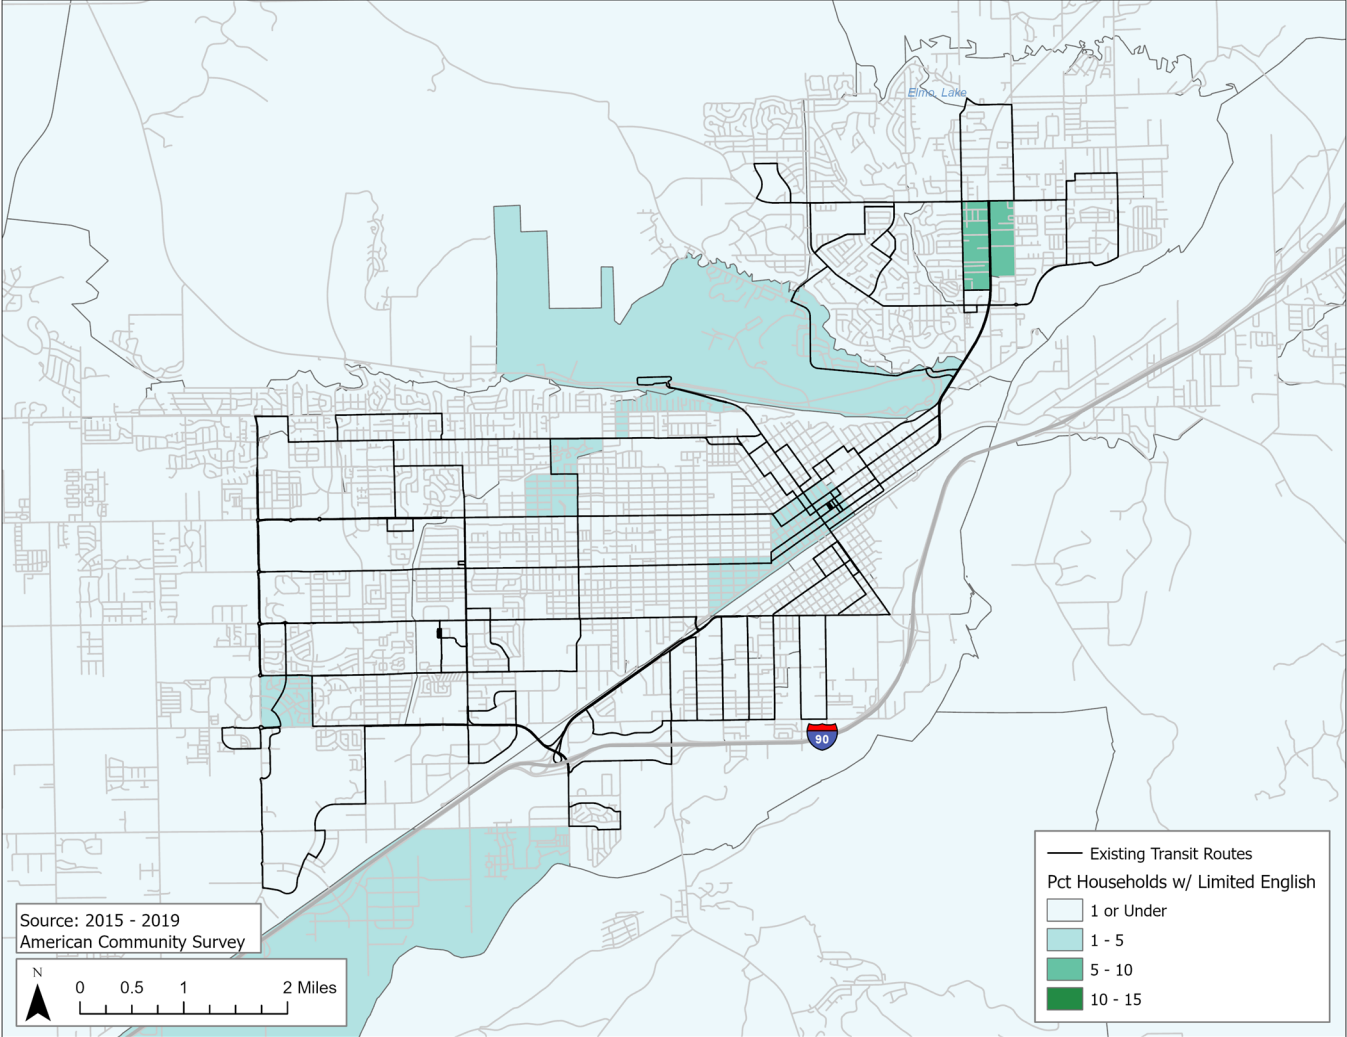 Elmo Lake
90
Existing Transit Routes
Pct Households w/ Limited English
1 or Under
1 - 5
5 - 10
10 - 15
Source: 2015 - 2019
American Community Survey
N
0 0.5 1 2 Miles